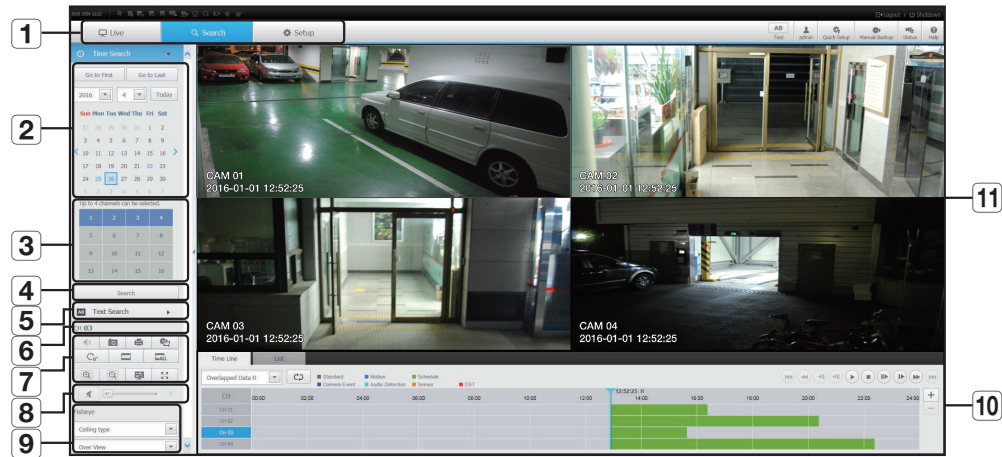 Logout | Shutdown
1
Live
Search
Setup
AB
Text
admin
Quick Setup
Manual Backup
Status
Help
Time Search
2
Go to First
Go to Last
2016
4
Today
Sun Mon Tue Wed Thu Fri Sat
27 28 29 30 31 1 2
3 4 5 6 7 8 9
10 11 12 13 14 15 16
17 18 19 20 21 22 23
24 25 26 27 28 29 30
1 2 3 4 5 6 7
CAM 01
2016-01-01 12:52:25
CAM 02
2016-01-01 12:52:25
11
3
Up to 4 channels can be selected.
1 2 3 4
5 6 7 8
9 10 11 12
13 14 15 16
4
Search
5
AB Text Search
6
CH 03
CAM 03
2016-01-01 12:52:25
CAM 04
2016-01-01 12:52:25
7
Time Line
List
Overlapped Data 0
Standard
Motion
Schedule
Camera Event
Audio Detection
Sensor
DST
8
12:52:25
CH
00:00 02:00 04:00 06:00 08:00 10:00 12:00 14:00 16:00 18:00 20:00 22:00 24:00
CH 01
CH 02
CH 03
CH 04
10
9
Fisheye
Ceiling type
Over View